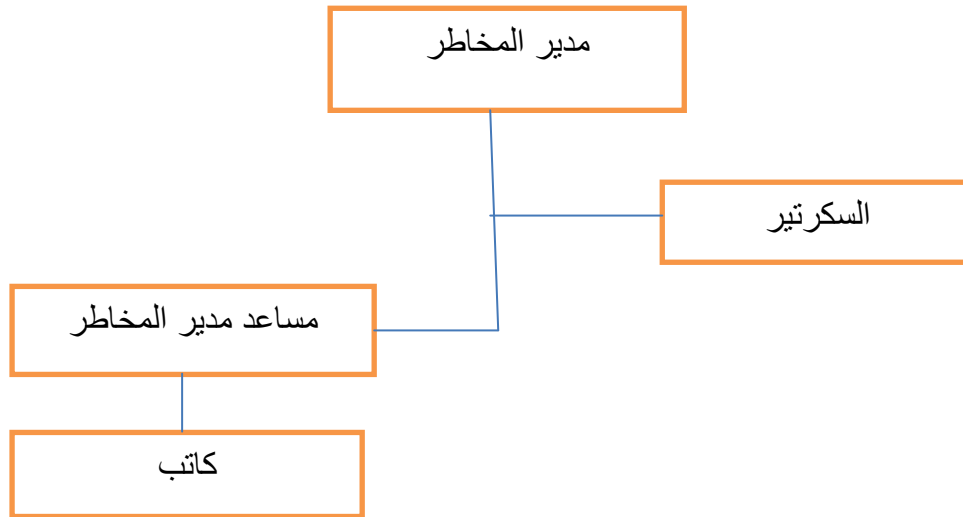 مدير المخاطر
السكرتير
مساعد مدير المخاطر
كاتب